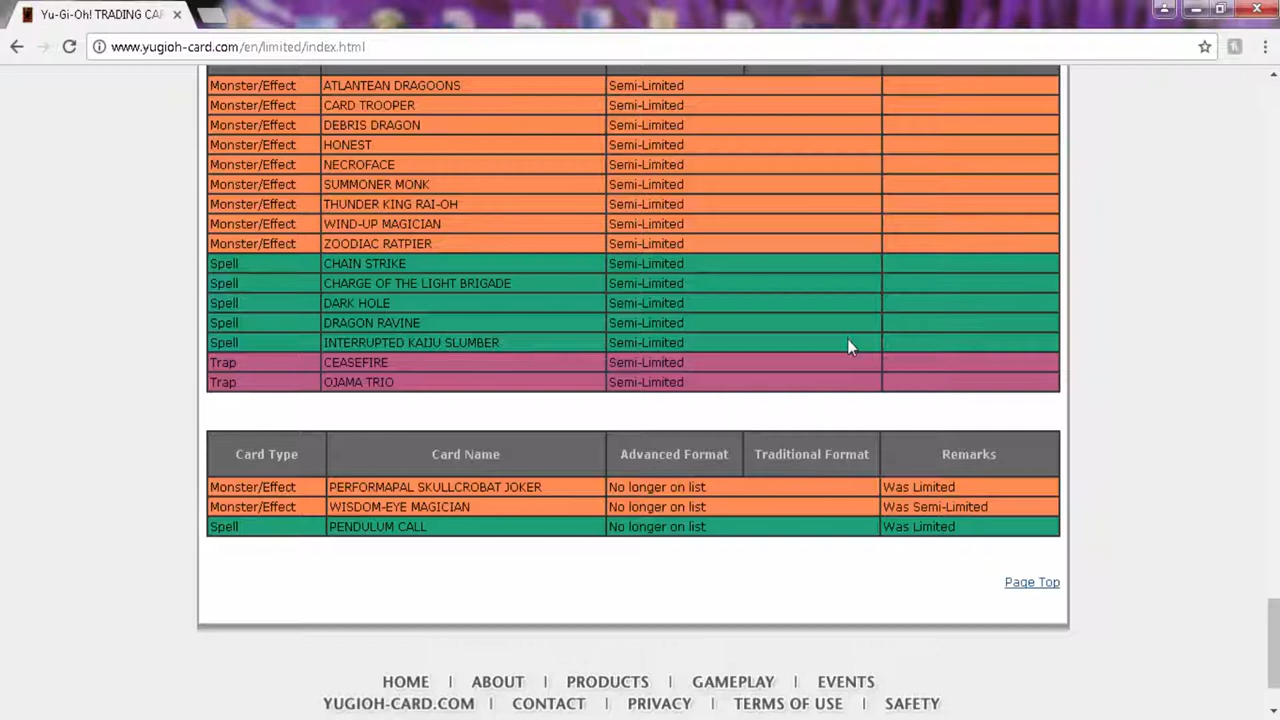 Yu-Gi-Oh! TRADING CAR
www.yugioh-card.com/en/limited/index.html
Monster/Effect ATLANTEAN DRAGOONS Semi-Limited
Monster/Effect CARD TROOPER Semi-Limited
Monster/Effect DEBRIS DRAGON Semi-Limited
Monster/Effect HONEST Semi-Limited
Monster/Effect NECROFACE Semi-Limited
Monster/Effect SUMMONER MONK Semi-Limited
Monster/Effect THUNDER KING RAI-OH Semi-Limited
Monster/Effect WIND-UP MAGICIAN Semi-Limited
Monster/Effect ZOODIAC RATPIER Semi-Limited
Spell CHAIN STRIKE Semi-Limited
Spell CHARGE OF THE LIGHT BRIGADE Semi-Limited
Spell DARK HOLE Semi-Limited
Spell DRAGON RAVINE Semi-Limited
Spell INTERRUPTED KAIJU SLUMBER Semi-Limited
Trap CEASEFIRE Semi-Limited
Trap OJAMA TRIO Semi-Limited
Card Type Card Name Advanced Format Traditional Format Remarks
Monster/Effect PERFORMAPAL SKULLCROBAT JOKER No longer on list Was Limited
Monster/Effect WISDOM-EYE MAGICIAN No longer on list Was Semi-Limited
Spell PENDULUM CALL No longer on list Was Limited
Page Top
HOME | ABOUT | PRODUCTS | GAMEPLAY | EVENTS
YUGIOH-CARD.COM | CONTACT | PRIVACY | TERMS OF USE | SAFETY